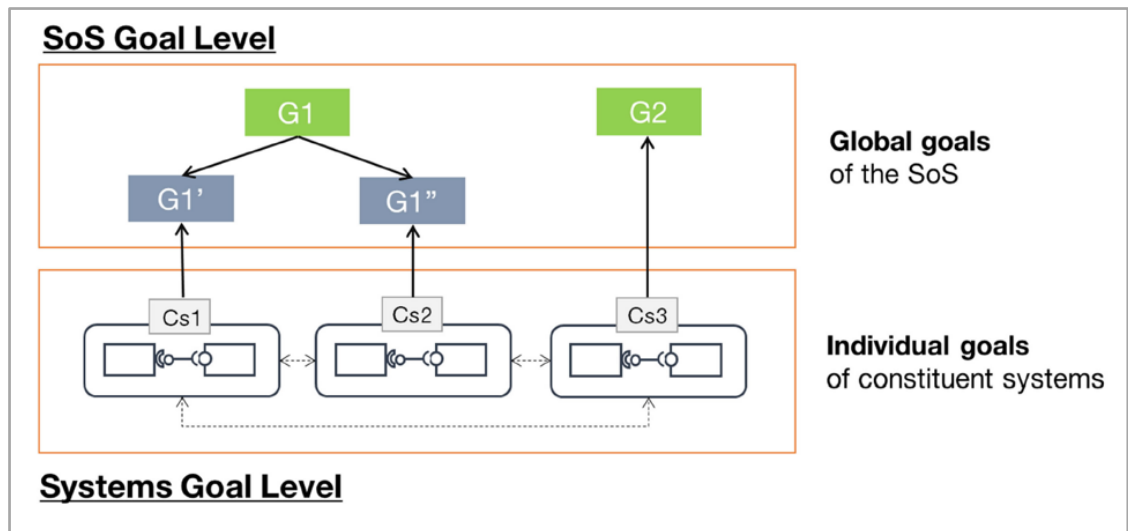 SoS Goal Level
G1
G2
Global goals
of the SoS
G1’
G1”
Cs1
Cs2
Cs3
Individual goals
of constituent systems
Systems Goal Level